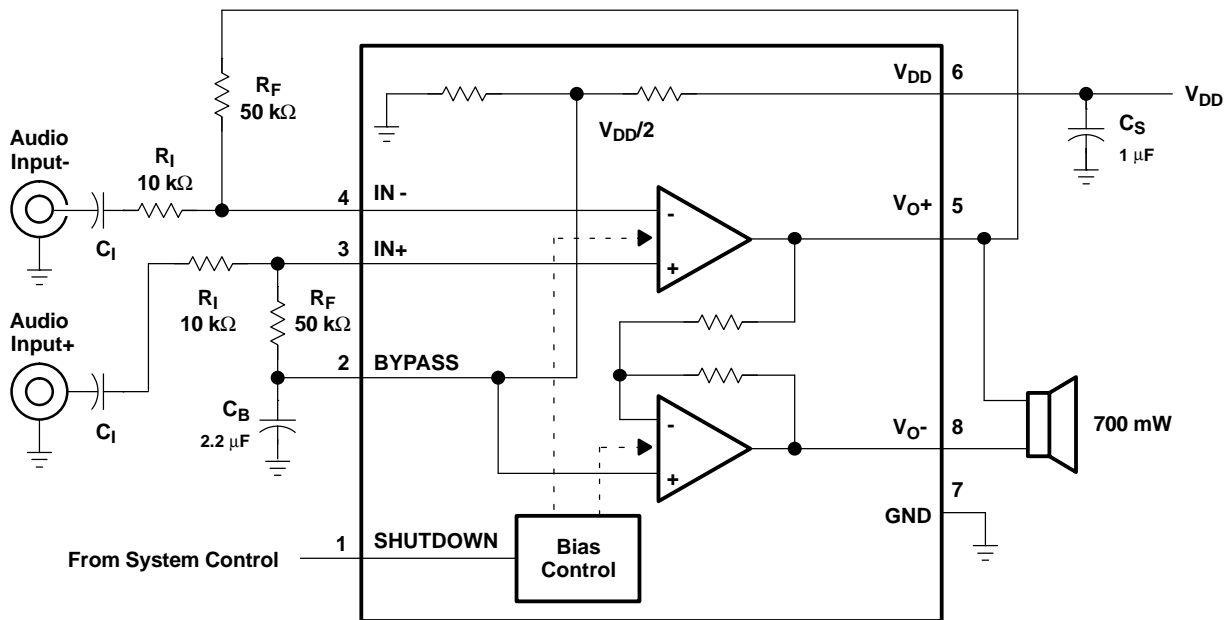 V_DD 6
R_F
50 kΩ
V_DD/2
V_DD
C_S
1 µF
Audio
Input-
R_I
10 kΩ
4 IN -
C_I
-
+
V_O+ 5
3 IN+
R_I
10 kΩ
R_F
50 kΩ
Audio
Input+
2 BYPASS
C_I
C_B
2.2 µF
-
+
V_O- 8
700 mW
7
GND
From System Control
1 SHUTDOWN
Bias
Control